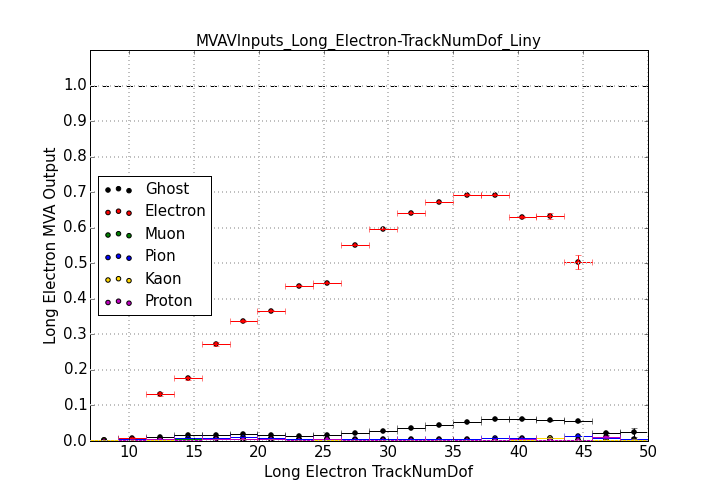 MVAVInputs_Long_Electron-TrackNumDof_Liny
1.0
0.9
0.8
0.7
0.6
0.5
0.4
0.3
0.2
0.1
0.0
Long Electron MVA Output
Ghost
Electron
Muon
Pion
Kaon
Proton
10 15 20 25 30 35 40 45 50
Long Electron TrackNumDof